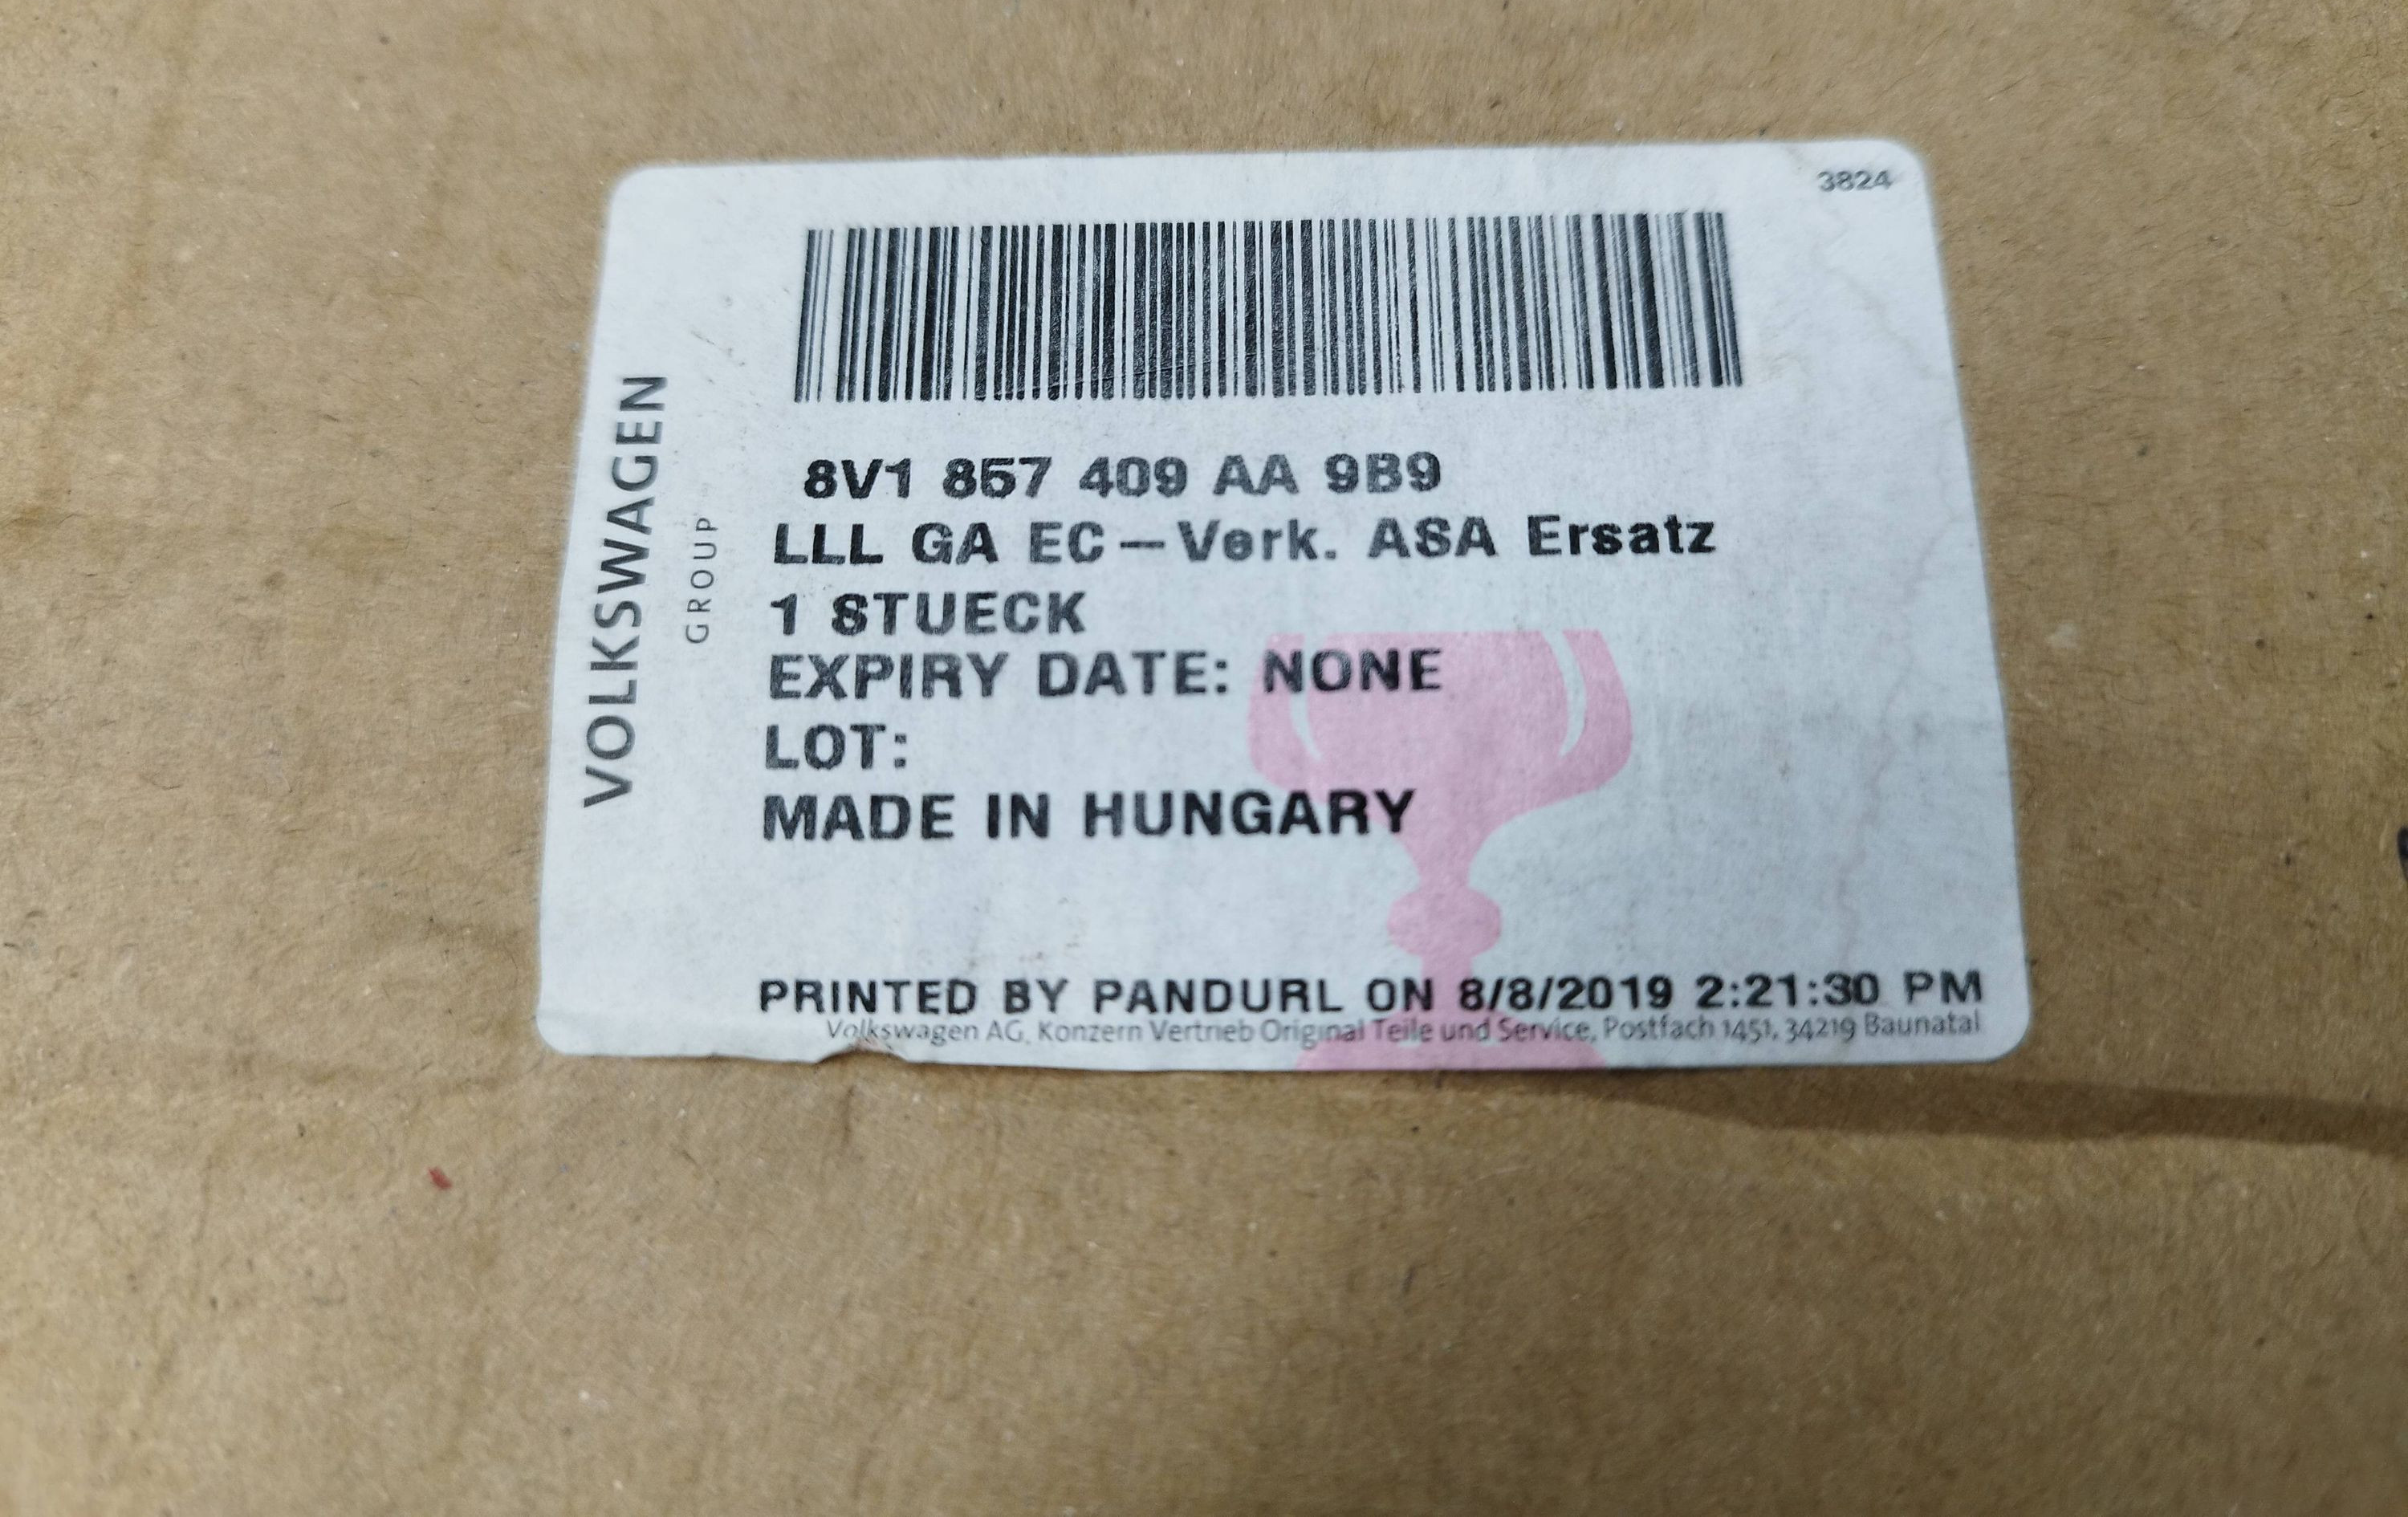 3824
8V1 857 409 AA 9B9
LLL GA EC-Verk. ASA Ersatz
1 STUECK
EXPIRY DATE: NONE
LOT:
MADE IN HUNGARY
PRINTED BY PANDURL ON 8/8/2019 2:21:30 PM
Volkswagen AG, Konzern Vertrieb Original Teile und Service, Postfach 1451, 34219 Baunatal
VOLKSWAGEN
GROUP